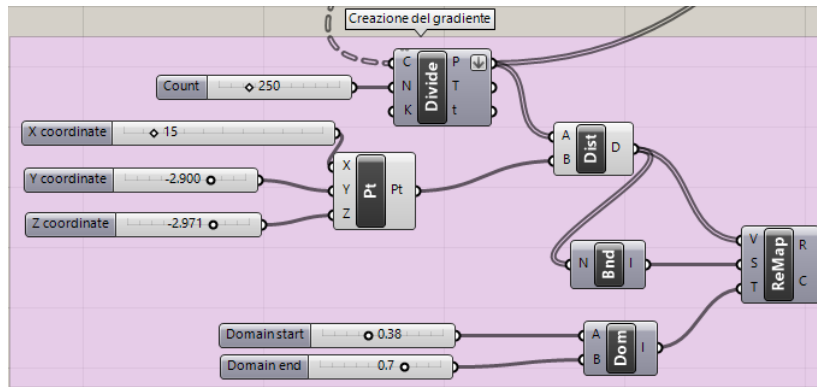 Creazione del gradiente
C P
Count 250 N Divide T
K t
X coordinate 15
A Dist D
B
X
Y coordinate -2.900 Y Pt Pt
Z coordinate -2.971 Z
V R
N Bnd I S ReMap
T C
Domain start 0.38 A Dom I
Domain end 0.7 B